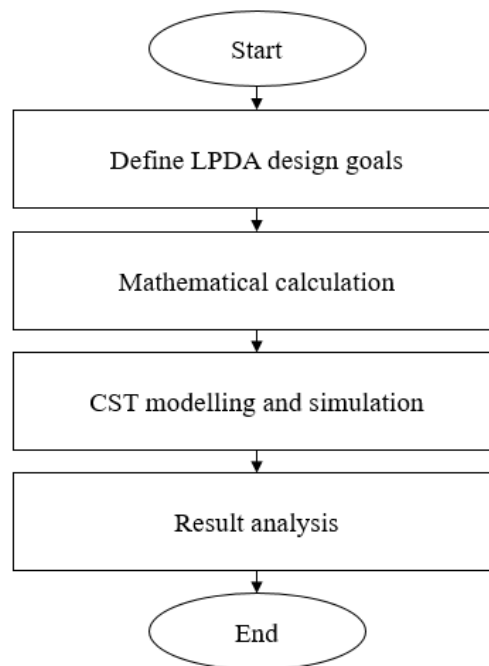 Start
Define LPDA design goals
Mathematical calculation
CST modelling and simulation
Result analysis
End